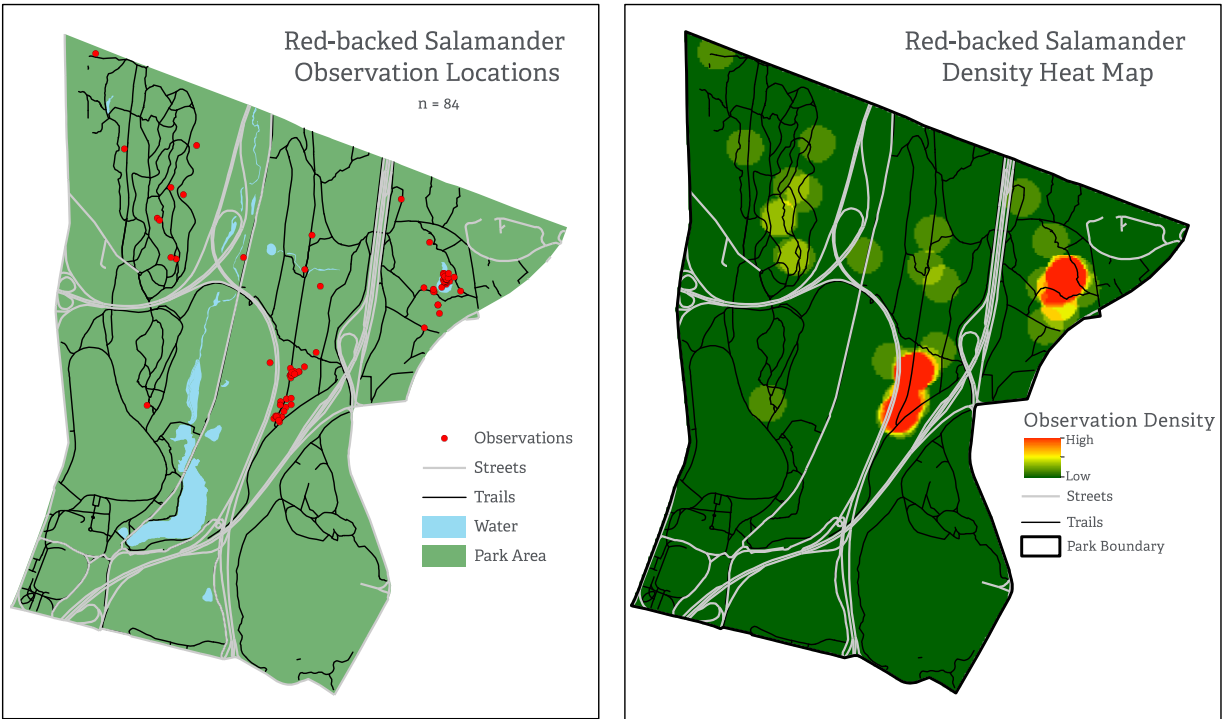 Red-backed Salamander
Observation Locations
n = 84
Observations
Streets
Trails
Water
Park Area
Red-backed Salamander
Density Heat Map
Observation Density
High
Low
Streets
Trails
Park Boundary